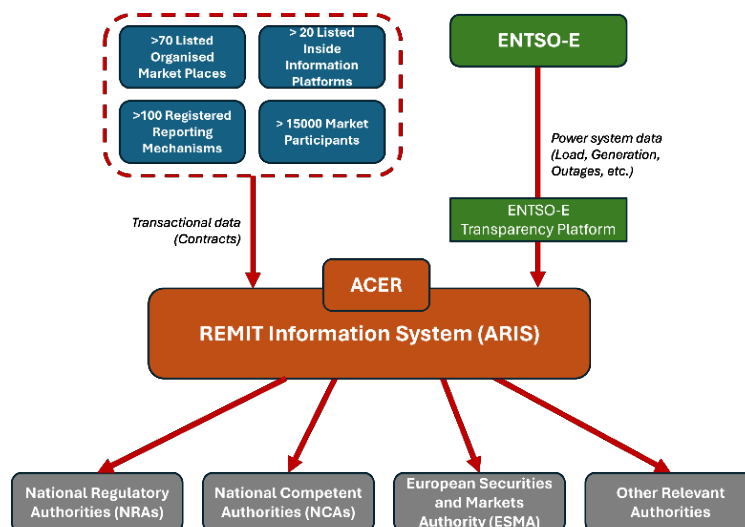 >70 Listed
Organised
Market Places
> 20 Listed
Inside
Information
Platforms
>100 Registered
Reporting
Mechanisms
> 15000 Market
Participants
ENTSO-E
Power system data
(Load, Generation,
Outages, etc.)
Transactional data
(Contracts)
ENTSO-E
Transparency Platform
ACER
REMIT Information System (ARIS)
National Regulatory
Authorities (NRAs)
National Competent
Authorities (NCAs)
European Securities
and Markets
Authority (ESMA)
Other Relevant
Authorities